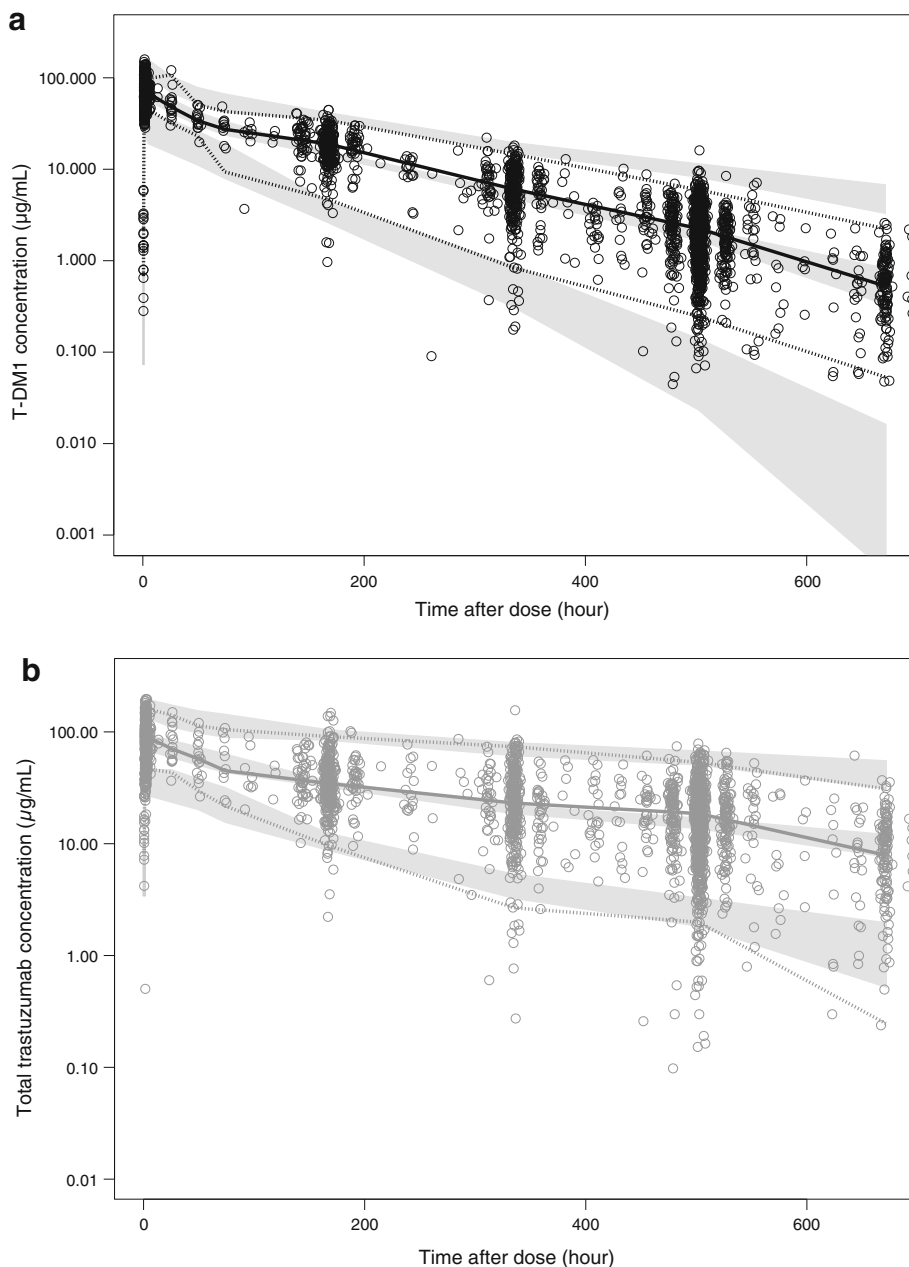 a
100.000
10.000
1.000
0.100
0.010
0.001
T-DM1 concentration (µg/mL)
0 200 400 600
Time after dose (hour)
b
100.00
10.00
1.00
0.10
0.01
Total trastuzumab concentration (µg/mL)
0 200 400 600
Time after dose (hour)